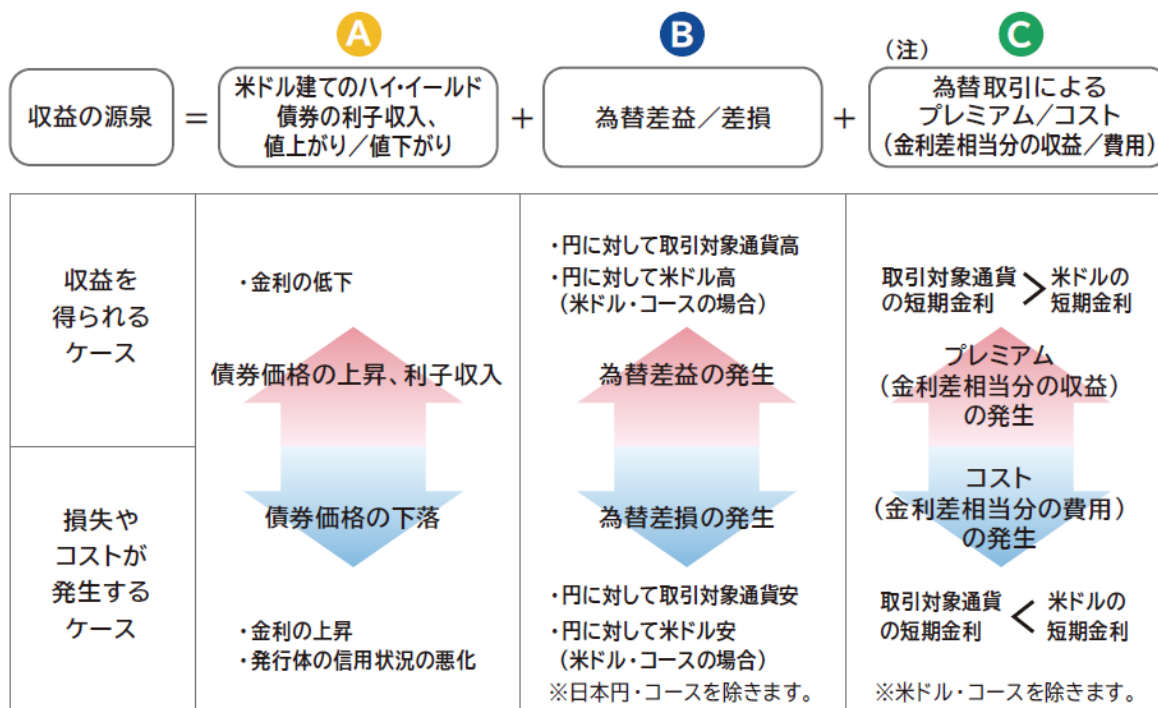 A
B
C
(注)
収益の源泉
=
米ドル建てのハイ・イールド
債券の利子収入、
値上がり/値下がり
+
為替差益/差損
+
為替取引による
プレミアム/コスト
(金利差相当分の収益/費用)
収益を
得られる
ケース
・金利の低下
債券価格の上昇、利子収入
・円に対して取引対象通貨高
・円に対して米ドル高
(米ドル・コースの場合)
為替差益の発生
取引対象通貨
の短期金利
>
米ドルの
短期金利
プレミアム
(金利差相当分の収益)
の発生
損失や
コストが
発生する
ケース
債券価格の下落
・金利の上昇
・発行体の信用状況の悪化
為替差損の発生
・円に対して取引対象通貨安
・円に対して米ドル安
(米ドル・コースの場合)
※日本円・コースを除きます。
コスト
(金利差相当分の費用)
の発生
取引対象通貨
の短期金利
<
米ドルの
短期金利
※米ドル・コースを除きます。